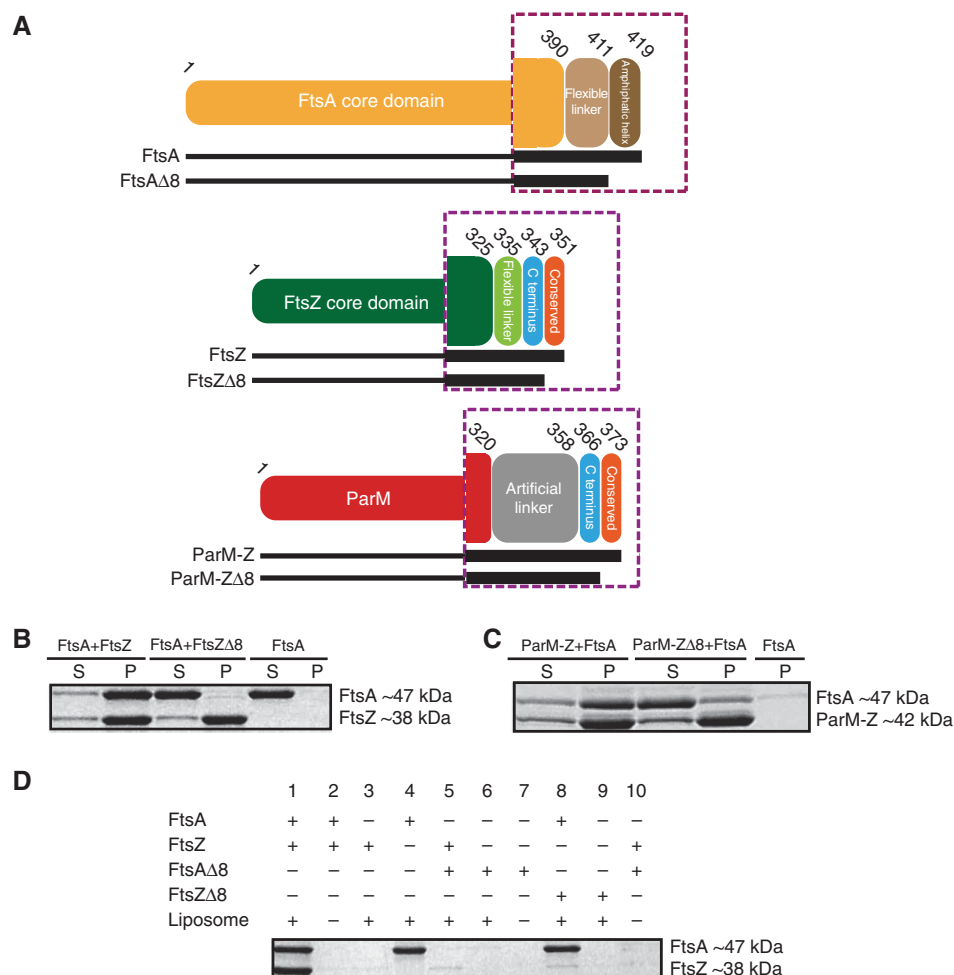 A
1
390
411
419
FtsA core domain
Flexible linker
Amphiphatic helix
FtsA
FtsAΔ8
1
325
335
343
351
FtsZ core domain
Flexible linker
C terminus
Conserved
FtsZ
FtsZΔ8
1
320
358
366
373
ParM
Artificial linker
C terminus
Conserved
ParM-Z
ParM-ZΔ8
B
FtsA+FtsZ FtsA+FtsZΔ8 FtsA
S P S P S P
FtsA ~47 kDa
FtsZ ~38 kDa
C
ParM-Z+FtsA ParM-ZΔ8+FtsA FtsA
S P S P P
FtsA ~47 kDa
ParM-Z ~42 kDa
D
1 2 3 4 5 6 7 8 9 10
FtsA + + – + – – – + – –
FtsZ + + + – + – – – – +
FtsAΔ8 – – – – + + + – – +
FtsZΔ8 – – – – – – – + + –
Liposome + – + + + + – + + –
FtsA ~47 kDa
FtsZ ~38 kDa